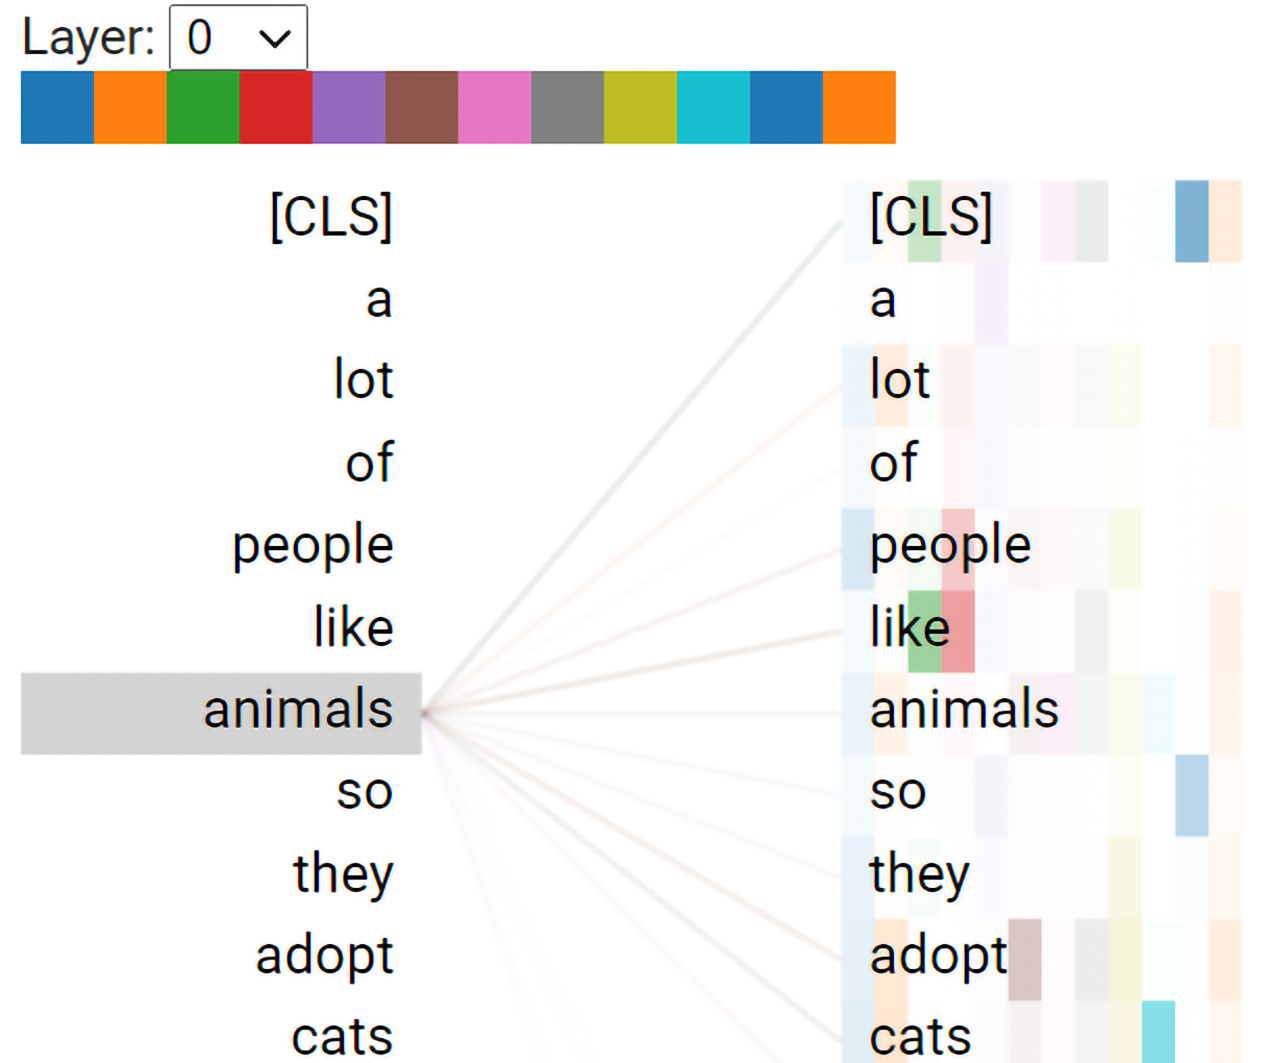 Layer: 0
[CLS] [CLS]
a a
lot lot
of of
people people
like like
animals animals
so so
they they
adopt adopt
cats cats